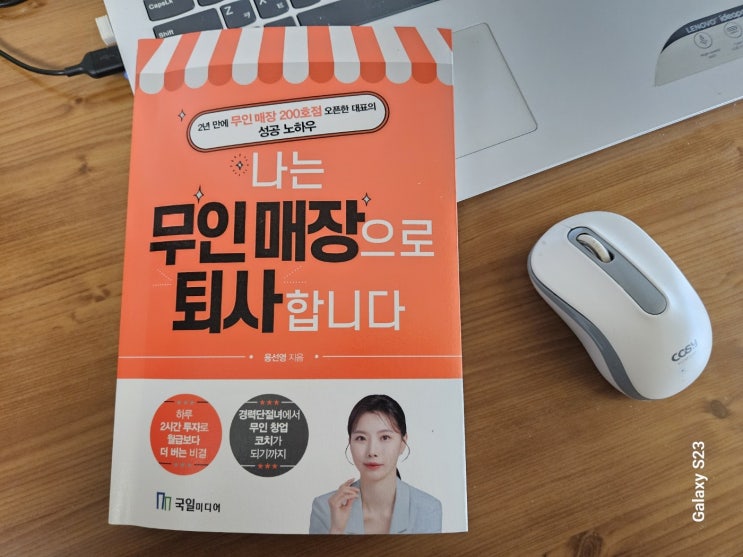 CapsLk
Shift
LENOVO ideapad
2년 만에 무인 매장 200호점 오픈한 대표의
성공 노하우
나는
무인 매장으로
퇴사합니다
용선영 지음
하루
2시간 투자로
월급보다
더 버는 비결
경력단절녀에서
무인 창업
코치가
되기까지
국일미디어
COSY
Galaxy S23